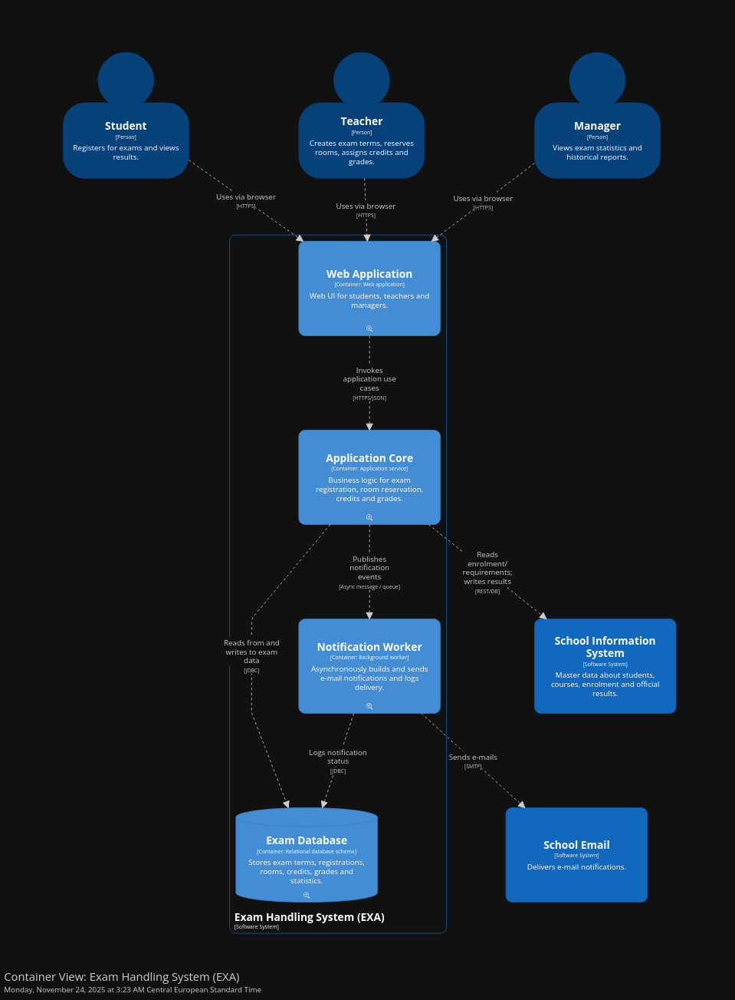 Student
[Person]
Registers for exams and views
results.
Teacher
[Person]
Creates exam terms, reserves
rooms, assigns credits and
grades.
Manager
[Person]
Views exam statistics and
historical reports.
Uses via browser
[HTTPS]
Uses via browser
[HTTPS]
Uses via browser
[HTTPS]
Web Application
[Container: Web application]
Web UI for students, teachers and
managers.
Invokes
application use
cases
[HTTPS/JSON]
Application Core
[Container: Application service]
Business logic for exam
registration, room reservation,
credits and grades.
Publishes
notification
events
[Async message / queue]
Reads
enrolment/
requirements;
writes results
[REST/DB]
Reads from and
writes to exam
data
[JDBC]
Notification Worker
[Container: Background worker]
Asynchronously builds and sends
e-mail notifications and logs
delivery.
School Information
System
[Software System]
Master data about students,
courses, enrolment and official
results.
Logs notification
status
[JDBC]
Sends e-mails
[SMTP]
Exam Database
[Container: Relational database schema]
Stores exam terms, registrations,
rooms, credits, grades and
statistics.
School Email
[Software System]
Delivers e-mail notifications.
Exam Handling System (EXA)
[Software System]
Container View: Exam Handling System (EXA)
Monday, November 24, 2025 at 3:23 AM Central European Standard Time